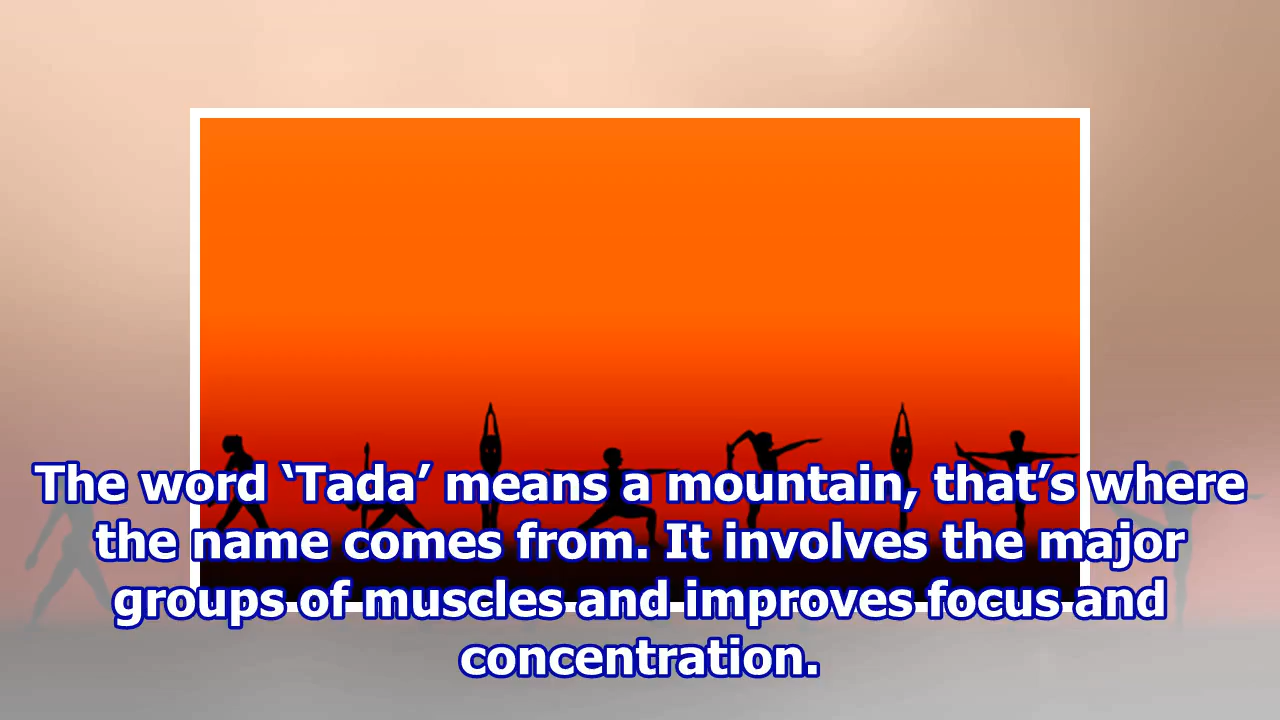 The word ‘Tada’ means a mountain, that’s where
the name comes from. It involves the major
groups of muscles and improves focus and
concentration.